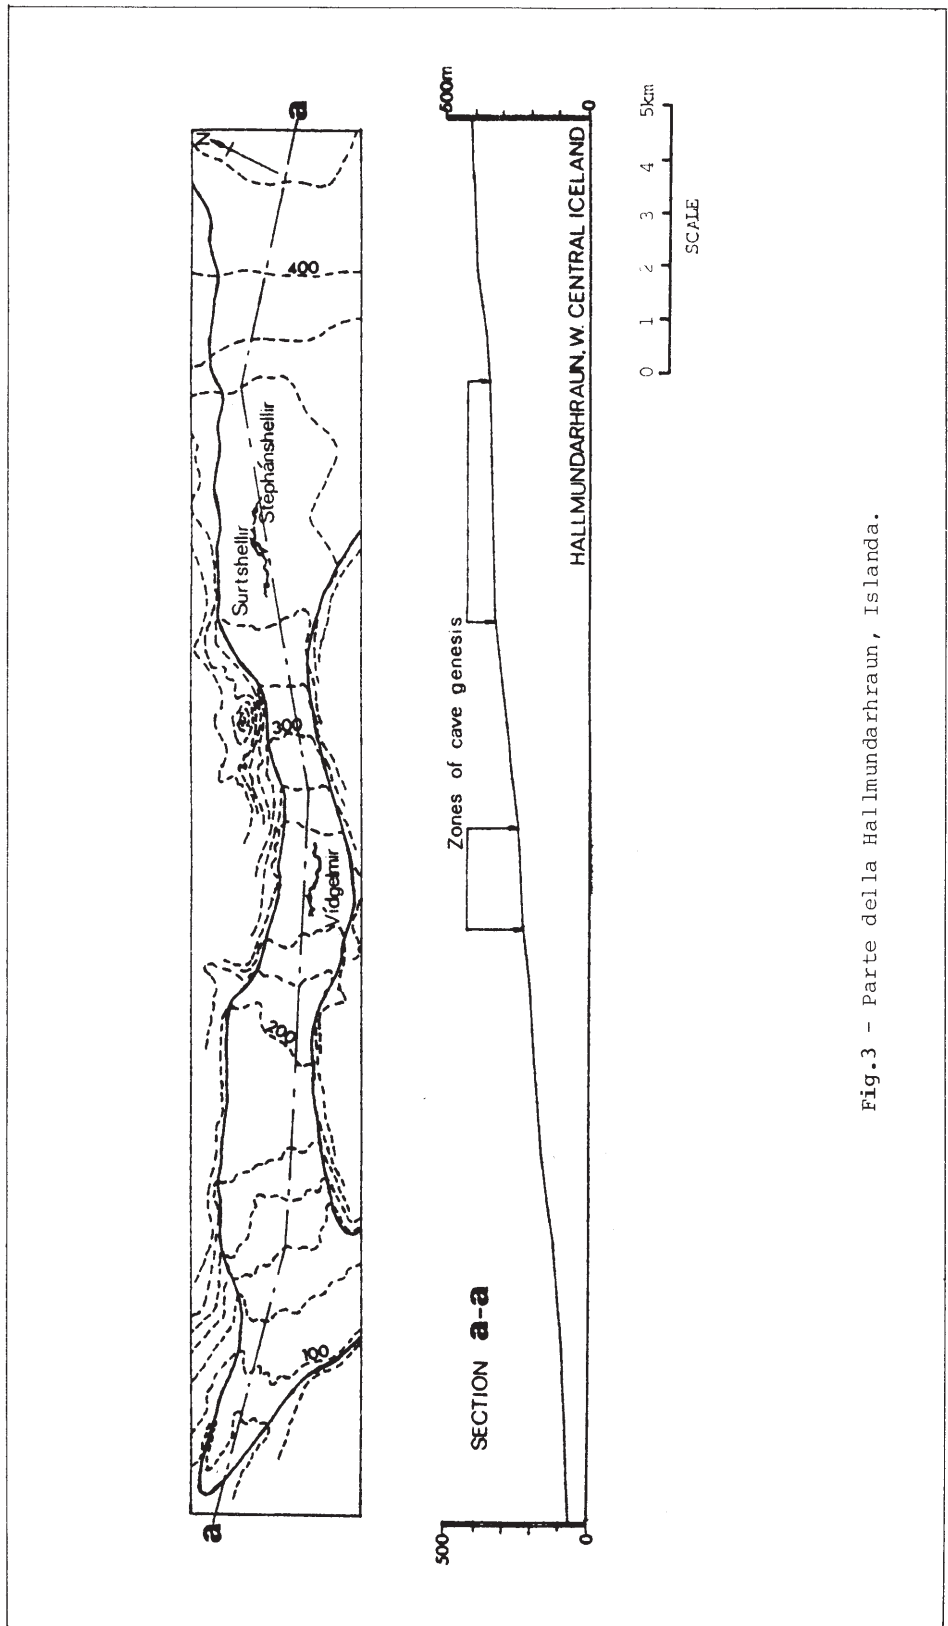 a
N
400
Surtshellir
Stephánshellir
300
Vidgelmir
200
100
a
500m
0
HALLMUNDARHRAUN, W. CENTRAL ICELAND
Zones of cave genesis
SECTION a-a
500
0
0 1 2 3 4 5km
SCALE
Fig.3 - Parte della Hallmundarhraun, Islanda.